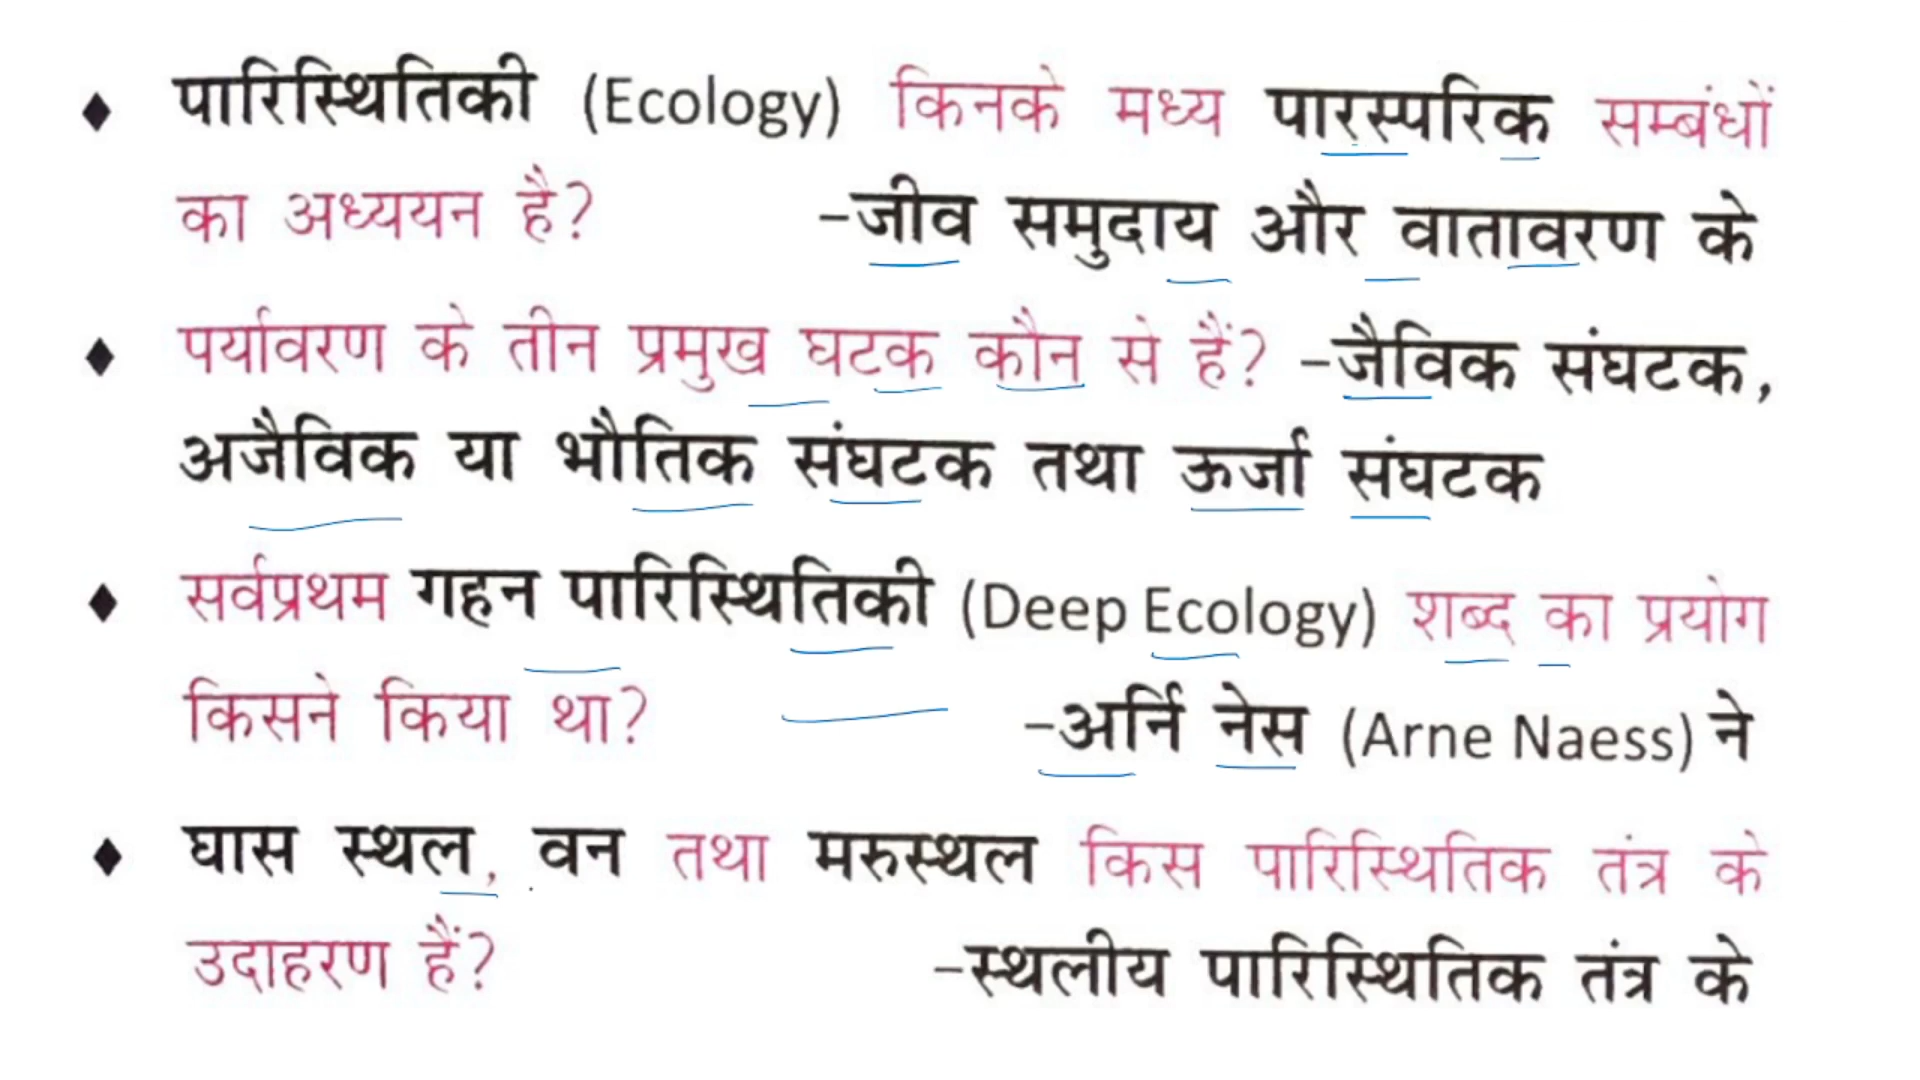 ♦ पारिस्थितिकी (Ecology) किनके मध्य पारस्परिक सम्बंधों
का अध्ययन है? –जीव समुदाय और वातावरण के
♦ पर्यावरण के तीन प्रमुख घटक कौन से हैं? –जैविक संघटक,
अजैविक या भौतिक संघटक तथा ऊर्जा संघटक
♦ सर्वप्रथम गहन पारिस्थितिकी (Deep Ecology) शब्द का प्रयोग
किसने किया था? –अर्नि नेस (Arne Naess) ने
♦ घास स्थल, वन तथा मरुस्थल किस पारिस्थितिक तंत्र के
उदाहरण हैं? –स्थलीय पारिस्थितिक तंत्र के